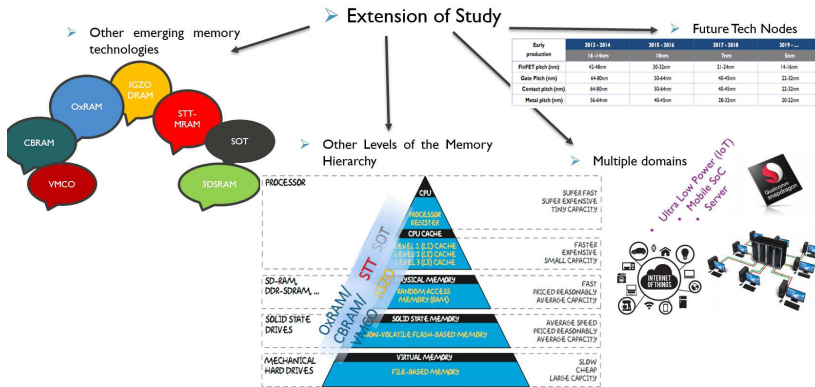 Extension of Study
Other emerging memory
technologies
IGZO
DRAM
OxRAM
STT-
MRAM
CBRAM
SOT
VMCO
3DSRAM
Future Tech Nodes
Early
production
2013 - 2014
2015 - 2016
2017 - 2018
2019 - ...
16 -14nm
10nm
7nm
5nm
FinFET pitch (nm)
42-48nm
30-32nm
21-24nm
14-16nm
Gate Pitch (nm)
64-80nm
50-64nm
40-45nm
22-32nm
Contact pitch (nm)
64-80nm
50-64nm
40-45nm
22-32nm
Metal pitch (nm)
56-64nm
40-45nm
28-32nm
20-22nm
Other Levels of the Memory
Hierarchy
PROCESSOR
CPU
PROCESSOR
REGISTER
SUPER FAST
SUPER EXPENSIVE
TINY CAPACITY
CPU CACHE
LEVEL 1 (L1) CACHE
LEVEL 2 (L2) CACHE
LEVEL 3 (L3) CACHE
FASTER
EXPENSIVE
SMALL CAPACITY
SD-RAM,
DDR-SDRAM, ...
PHYSICAL MEMORY
RANDOM ACCESS
MEMORY (RAM)
FAST
PRICED REASONABLY
AVERAGE CAPACITY
SOLID STATE
DRIVES
SOLID STATE MEMORY
NON-VOLATILE FLASH-BASED MEMORY
AVERAGE SPEED
PRICED REASONABLY
AVERAGE CAPACITY
MECHANICAL
HARD DRIVES
VIRTUAL MEMORY
FILE-BASED MEMORY
SLOW
CHEAP
LARGE CAPCITY
OxRAM/
CBRAM/
VMCO
STT
SOT
IGZO
Multiple domains
• Ultra Low Power (IoT)
• Mobile SoC
• Server
Qualcomm
snapdragon
INTERNET
OF THINGS